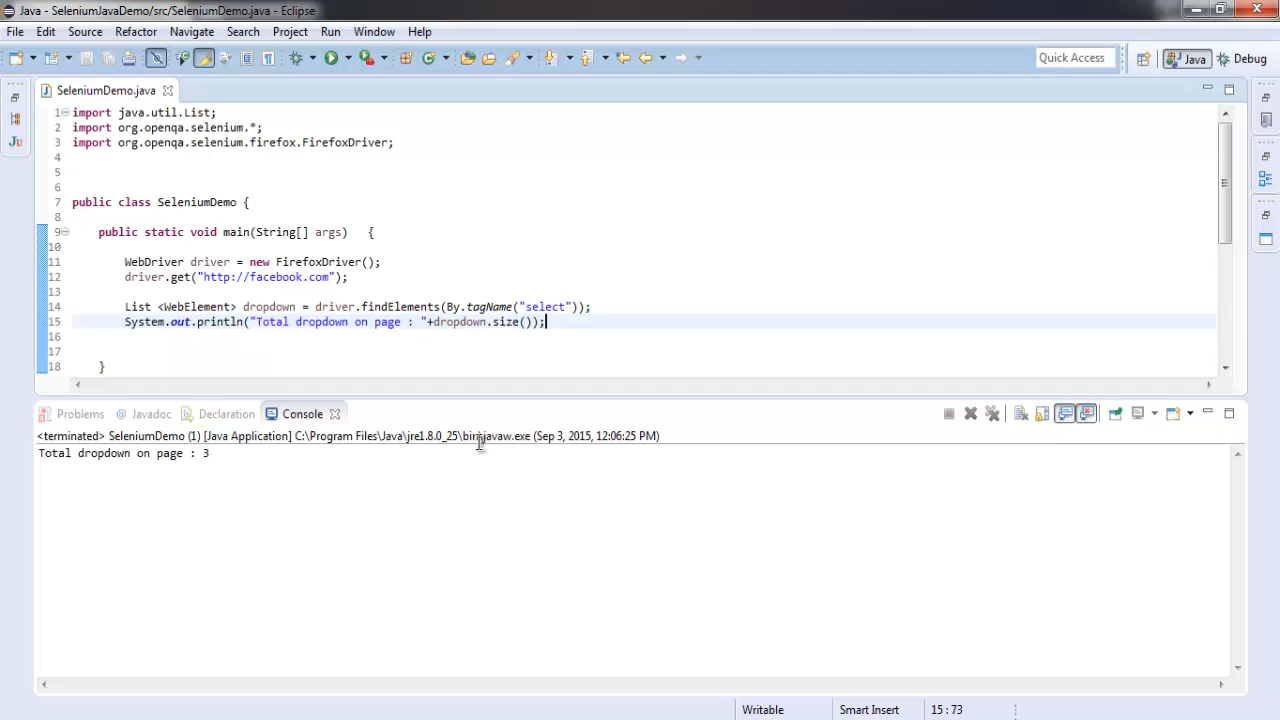 Java - SeleniumJavaDemo/src/SeleniumDemo.java - Eclipse
File Edit Source Refactor Navigate Search Project Run Window Help
Quick Access
Java
Debug
SeleniumDemo.java
1 import java.util.List;
2 import org.openqa.selenium.*;
3 import org.openqa.selenium.firefox.FirefoxDriver;
4
5
6
7 public class SeleniumDemo {
8
9 public static void main(String[] args) {
10
11 WebDriver driver = new FirefoxDriver();
12 driver.get("http://facebook.com");
13
14 List <WebElement> dropdown = driver.findElements(By.tagName("select"));
15 System.out.println("Total dropdown on page : "+dropdown.size());
16
17
18 }
Problems @ Javadoc Declaration Console
<terminated> SeleniumDemo (1) [Java Application] C:\Program Files\Java\jre1.8.0_25\bin\javaw.exe (Sep 3, 2015, 12:06:25 PM)
Total dropdown on page : 3
Writable Smart Insert 15 : 73